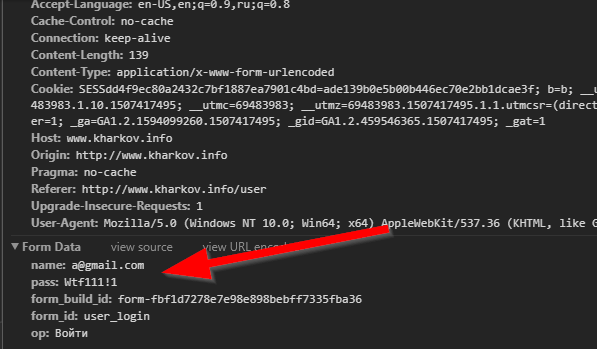 Accept-Language: en-US,en;q=0.9,ru;q=0.8
Cache-Control: no-cache
Connection: keep-alive
Content-Length: 139
Content-Type: application/x-www-form-urlencoded
Cookie: SESSdd4f9ec80a2432c7bf1887ea7901c4bd=ade139b0e5b00b446ec70e2bb1dcae3f; b=b; __u
483983.1.10.1507417495; __utmc=69483983; __utmz=69483983.1507417495.1.1.utmcsr=(direct
er=1; _ga=GA1.2.1594099260.1507417495; _gid=GA1.2.459546365.1507417495; _gat=1
Host: www.kharkov.info
Origin: http://www.kharkov.info
Pragma: no-cache
Referer: http://www.kharkov.info/user
Upgrade-Insecure-Requests: 1
User-Agent: Mozilla/5.0 (Windows NT 10.0; Win64; x64) AppleWebKit/537.36 (KHTML, like G
Form Data view source view URL enco
name: a@gmail.com
pass: Wtf111!1
form_build_id: form-fbf1d7278e7e98e898bebff7335fba36
form_id: user_login
op: Войти